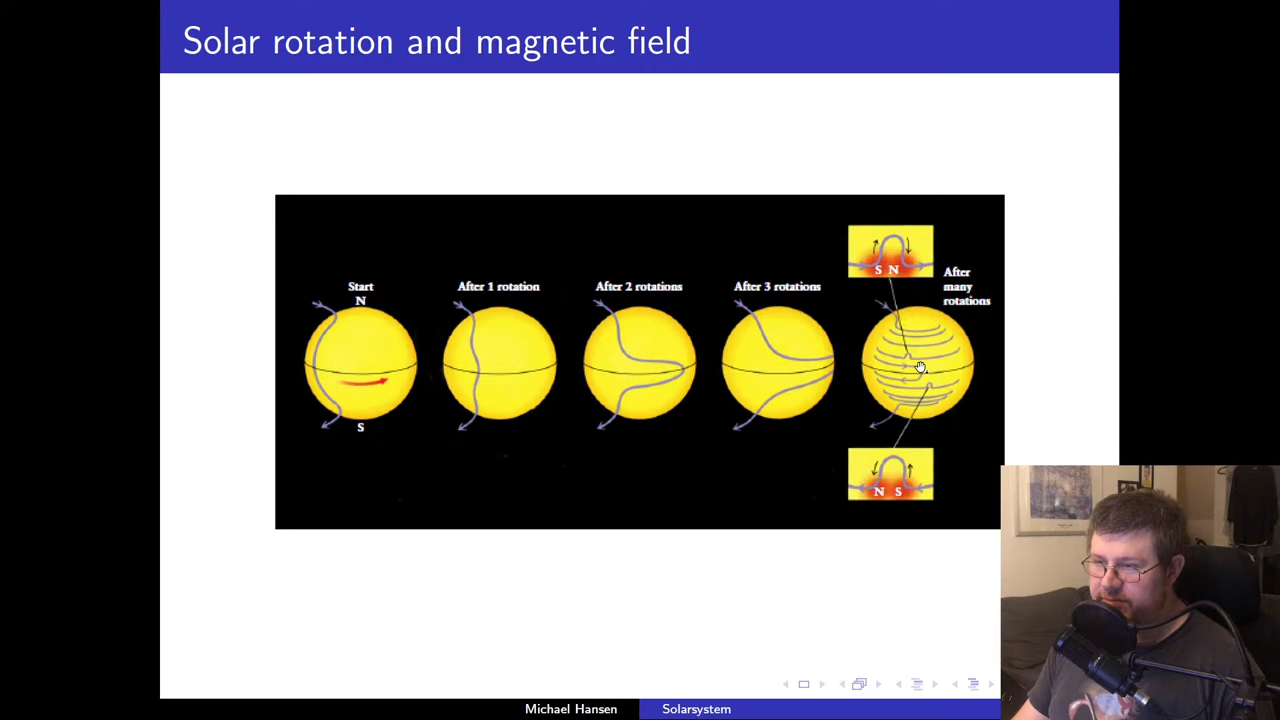 Solar rotation and magnetic field
S N
Start
N
After 1 rotation
After 2 rotations
After 3 rotations
After
many
rotations
S
N S
Michael Hansen
Solarsystem